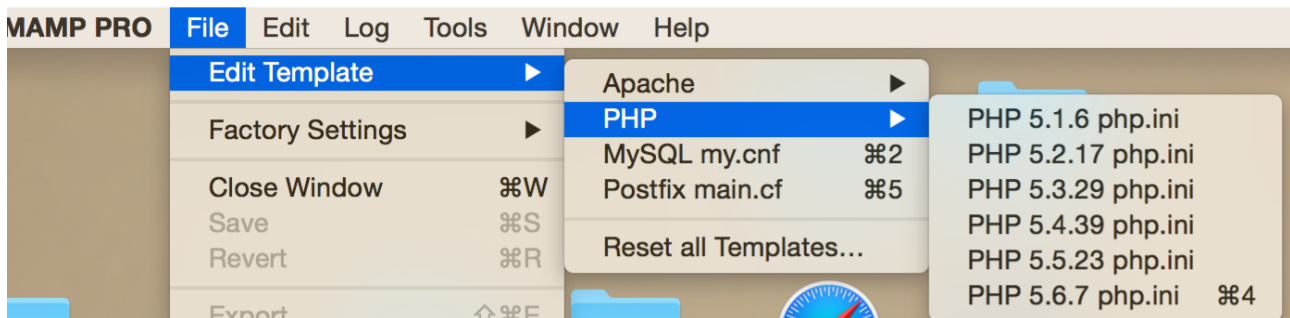 MAMP PRO File Edit Log Tools Window Help
Edit Template ▶
Factory Settings ▶
Close Window ⌘W
Save ⌘S
Revert ⌘R
Export ⇧⌘E
Apache ▶
PHP ▶
MySQL my.cnf ⌘2
Postfix main.cf ⌘5
Reset all Templates...
PHP 5.1.6 php.ini
PHP 5.2.17 php.ini
PHP 5.3.29 php.ini
PHP 5.4.39 php.ini
PHP 5.5.23 php.ini
PHP 5.6.7 php.ini ⌘4